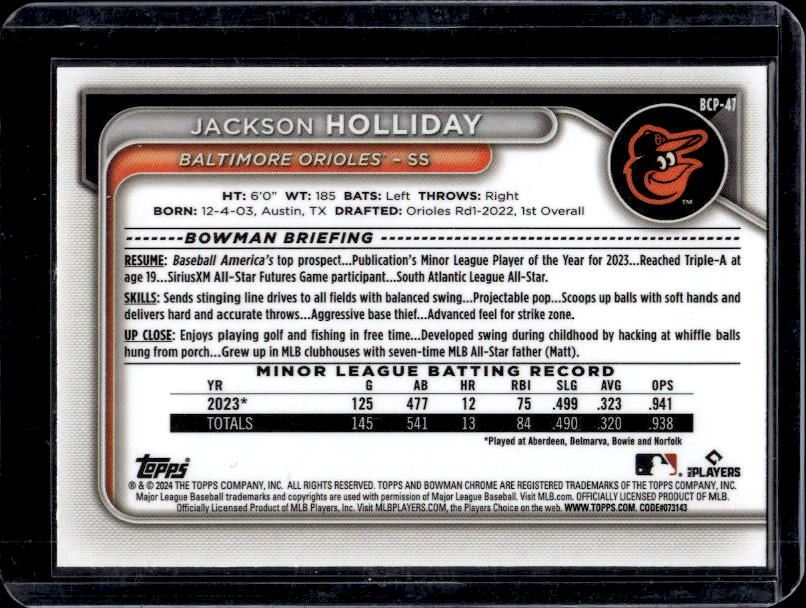 BCP-47
JACKSON HOLLIDAY
BALTIMORE ORIOLES™ – SS
™
HT: 6'0" WT: 185 BATS: Left THROWS: Right
BORN: 12-4-03, Austin, TX DRAFTED: Orioles Rd1-2022, 1st Overall
BOWMAN BRIEFING
RESUME: Baseball America's top prospect...Publication's Minor League Player of the Year for 2023...Reached Triple-A at
age 19...SiriusXM All-Star Futures Game participant...South Atlantic League All-Star.
SKILLS: Sends stinging line drives to all fields with balanced swing...Projectable pop...Scoops up balls with soft hands and
delivers hard and accurate throws...Aggressive base thief...Advanced feel for strike zone.
UP CLOSE: Enjoys playing golf and fishing in free time...Developed swing during childhood by hacking at whiffle balls
hung from porch...Grew up in MLB clubhouses with seven-time MLB All-Star father (Matt).
MINOR LEAGUE BATTING RECORD
YR G AB HR RBI SLG AVG OPS
2023* 125 477 12 75 .499 .323 .941
TOTALS 145 541 13 84 .490 .320 .938
*Played at Aberdeen, Delmarva, Bowie and Norfolk
Topps
MLB PLAYERS
® & © 2024 THE TOPPS COMPANY, INC. ALL RIGHTS RESERVED. TOPPS AND BOWMAN CHROME ARE REGISTERED TRADEMARKS OF THE TOPPS COMPANY, INC.
Major League Baseball trademarks and copyrights are used with permission of Major League Baseball. Visit MLB.com. OFFICIALLY LICENSED PRODUCT OF MLB.
Officially Licensed Product of MLB Players, Inc. Visit MLBPLAYERS.COM, the Players Choice on the web. WWW.TOPPS.COM. CODE#073143